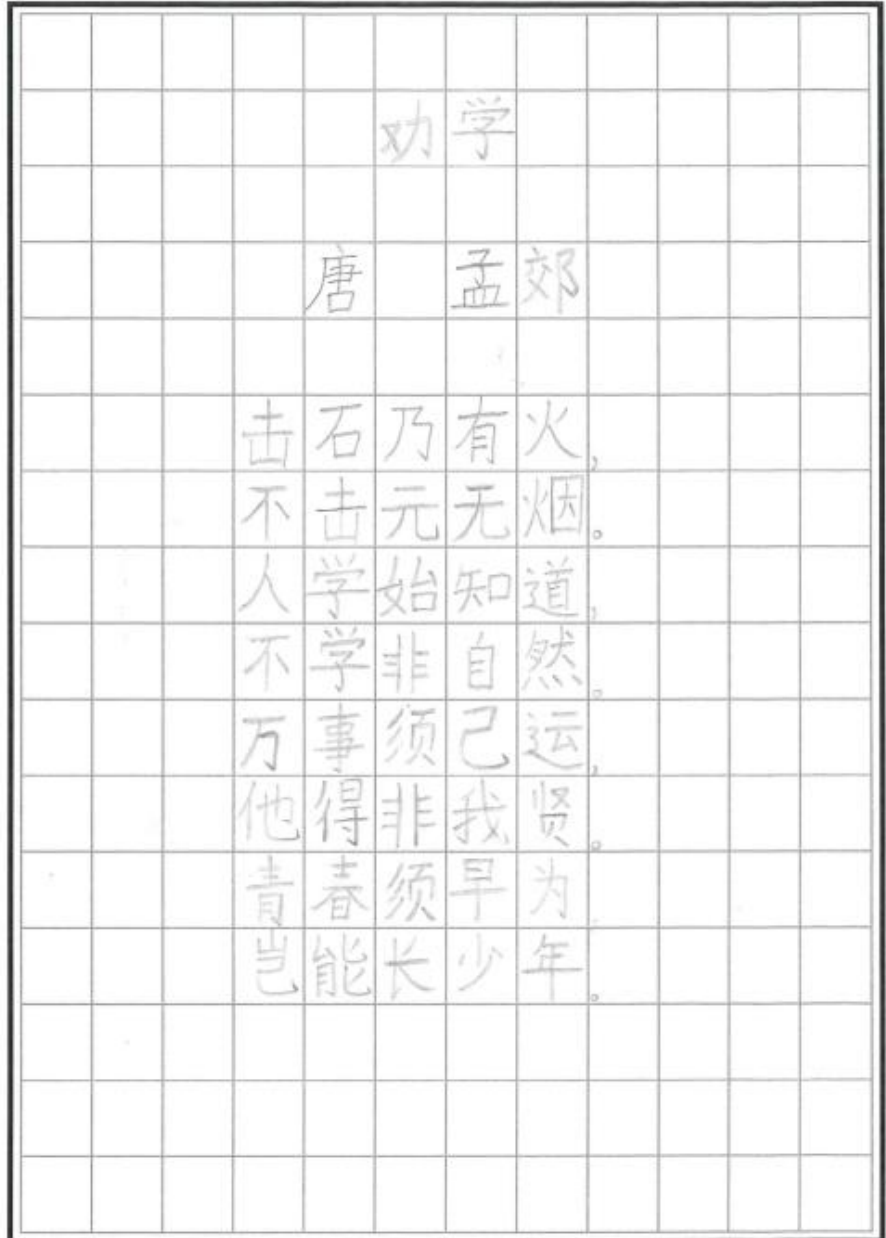 劝学
唐 孟郊
击石乃有火，
不击元无烟。
人学始知道，
不学非自然。
万事须己运，
他得非我贤。
青春须早为
岂能长少年。